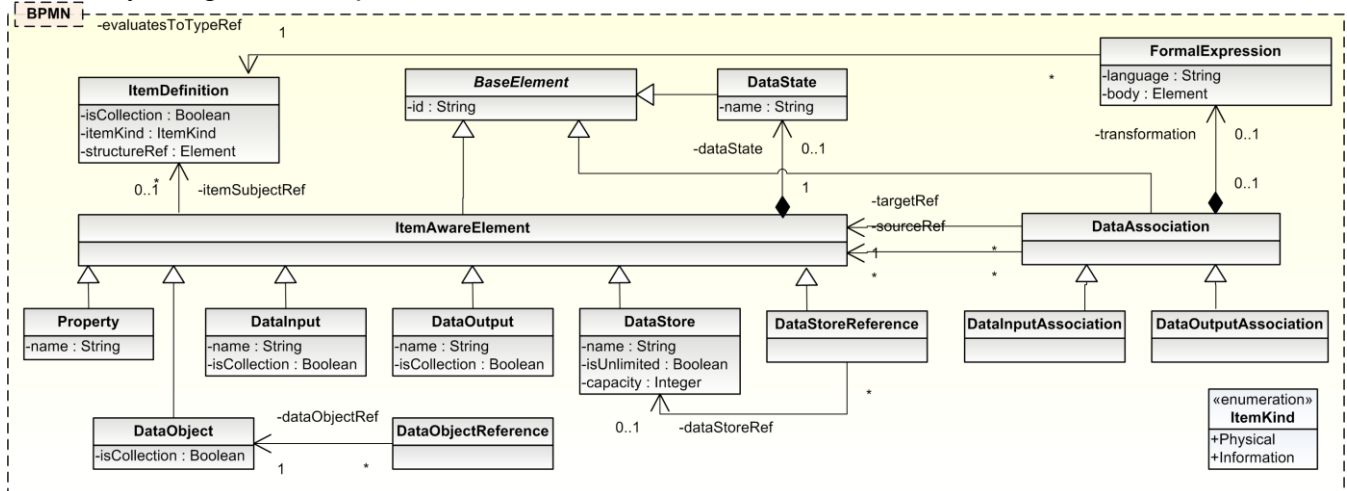 BPMN
-evaluatesToTypeRef
1
FormalExpression
-language : String
-body : Element
*
ItemDefinition
-isCollection : Boolean
-itemKind : ItemKind
-structureRef : Element
BaseElement
-id : String
DataState
-name : String
-dataState
0..1
1
-transformation
0..1
0..1
*
0..1
-itemSubjectRef
ItemAwareElement
-targetRef
-sourceRef
1
*
*
*
DataAssociation
Property
-name : String
DataInput
-name : String
-isCollection : Boolean
DataOutput
-name : String
-isCollection : Boolean
DataStore
-name : String
-isUnlimited : Boolean
-capacity : Integer
DataStoreReference
DataInputAssociation
DataOutputAssociation
*
0..1
-dataStoreRef
DataObject
-isCollection : Boolean
-dataObjectRef
1
*
DataObjectReference
«enumeration»
ItemKind
+Physical
+Information